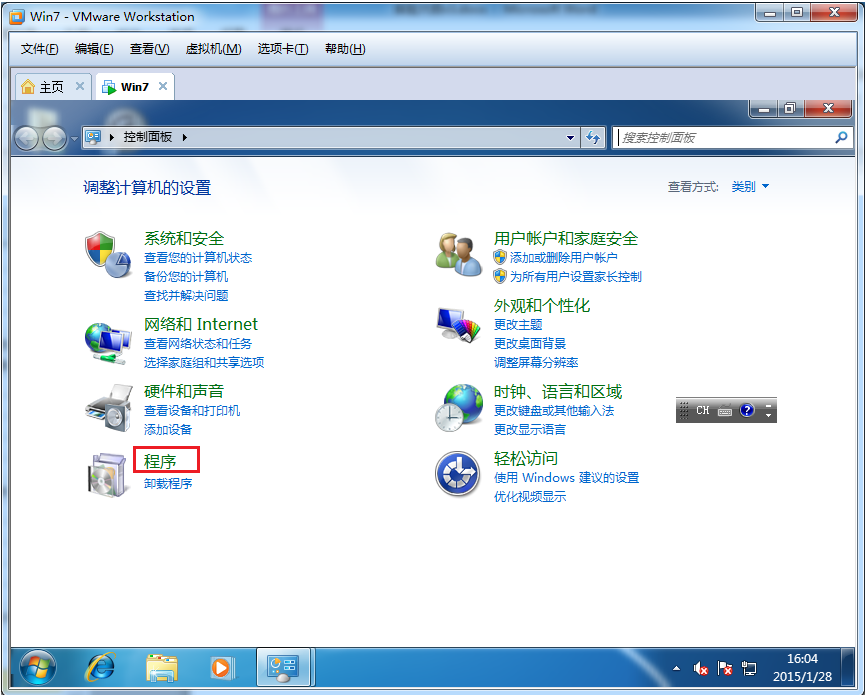 Win7 - VMware Workstation
文件(F) 编辑(E) 查看(V) 虚拟机(M) 选项卡(T) 帮助(H)
主页 Win7
控制面板
搜索控制面板
调整计算机的设置
查看方式: 类别
系统和安全
查看您的计算机状态
备份您的计算机
查找并解决问题
网络和 Internet
查看网络状态和任务
选择家庭组和共享选项
硬件和声音
查看设备和打印机
添加设备
程序
卸载程序
用户帐户和家庭安全
添加或删除用户帐户
为所有用户设置家长控制
外观和个性化
更改主题
更改桌面背景
调整屏幕分辨率
时钟、语言和区域
更改键盘或其他输入法
更改显示语言
轻松访问
使用 Windows 建议的设置
优化视频显示
CH
16:04
2015/1/28